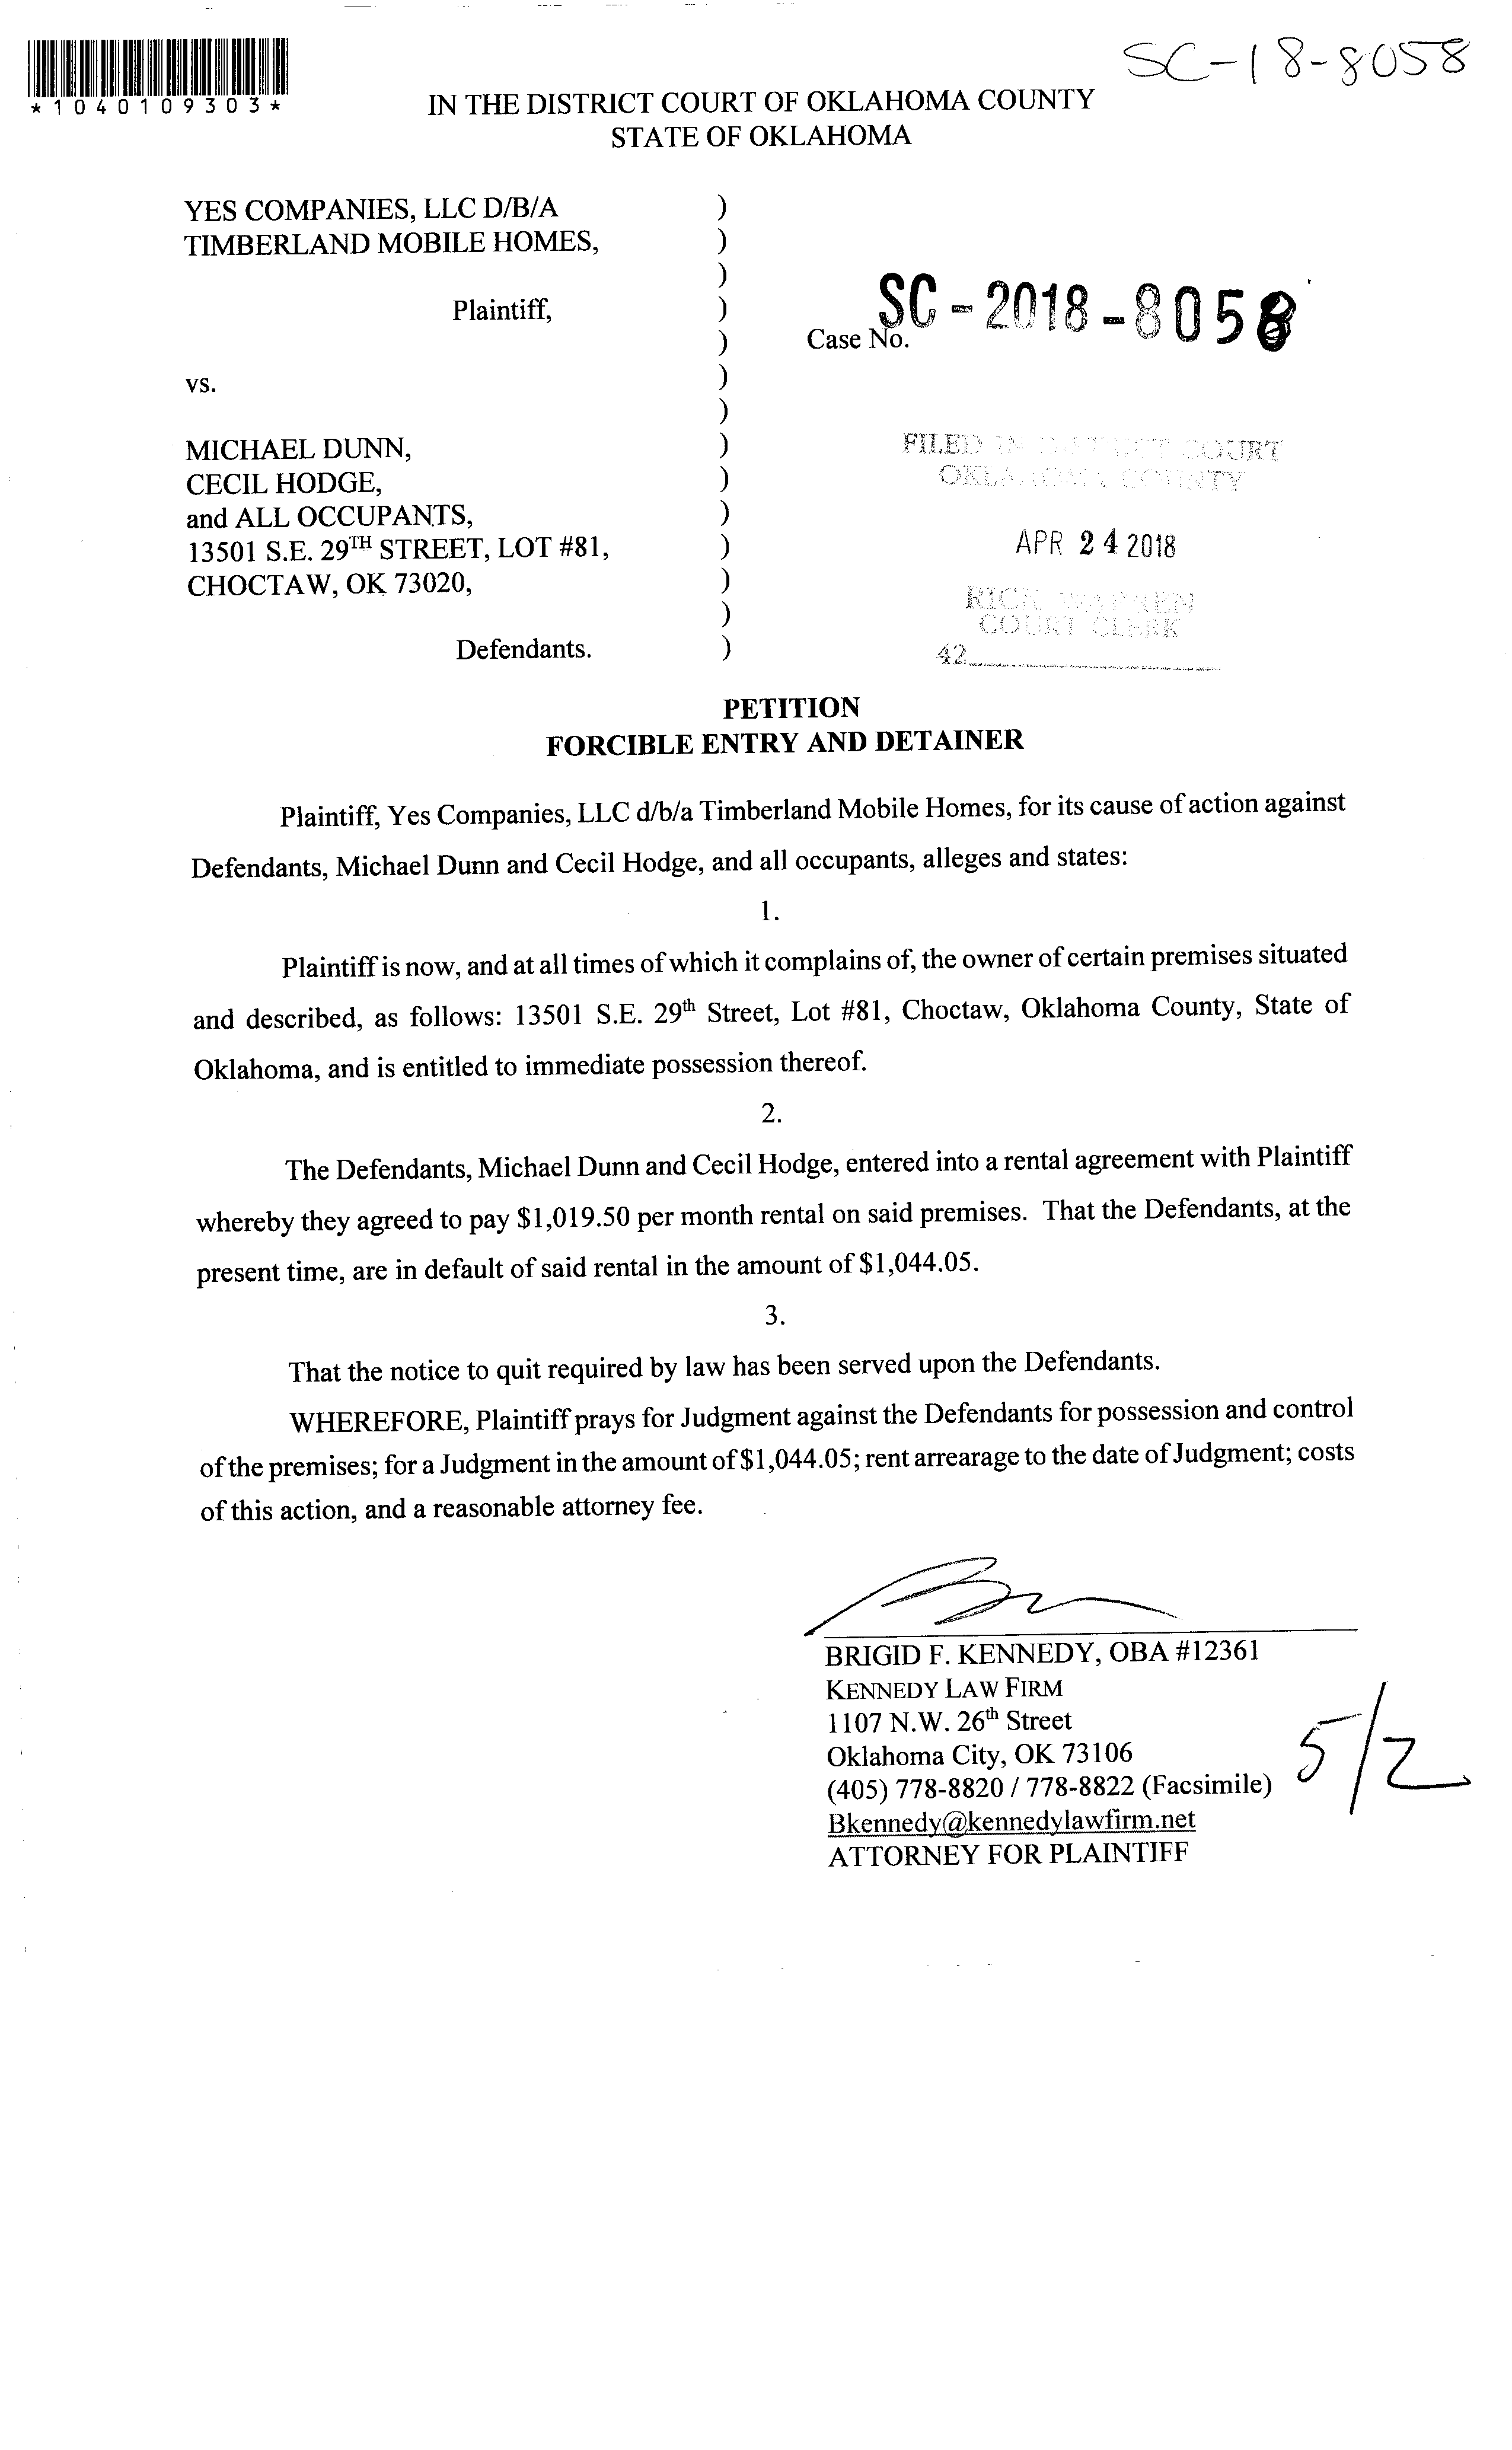 SC-18-8058
*1040109303*
IN THE DISTRICT COURT OF OKLAHOMA COUNTY
STATE OF OKLAHOMA
YES COMPANIES, LLC D/B/A )
TIMBERLAND MOBILE HOMES, )
)
Plaintiff, )
)
vs. )
)
MICHAEL DUNN, )
CECIL HODGE, )
and ALL OCCUPANTS, )
13501 S.E. 29TH STREET, LOT #81, )
CHOCTAW, OK 73020, )
)
Defendants. )
SC-2018-8058
Case No.
FILED IN DISTRICT COURT
OKLAHOMA COUNTY
APR 24 2018
RICK WARREN
COURT CLERK
42
PETITION
FORCIBLE ENTRY AND DETAINER
Plaintiff, Yes Companies, LLC d/b/a Timberland Mobile Homes, for its cause of action against
Defendants, Michael Dunn and Cecil Hodge, and all occupants, alleges and states:
1.
Plaintiff is now, and at all times of which it complains of, the owner of certain premises situated
and described, as follows: 13501 S.E. 29th Street, Lot #81, Choctaw, Oklahoma County, State of
Oklahoma, and is entitled to immediate possession thereof.
2.
The Defendants, Michael Dunn and Cecil Hodge, entered into a rental agreement with Plaintiff
whereby they agreed to pay $1,019.50 per month rental on said premises. That the Defendants, at the
present time, are in default of said rental in the amount of $1,044.05.
3.
That the notice to quit required by law has been served upon the Defendants.
WHEREFORE, Plaintiff prays for Judgment against the Defendants for possession and control
of the premises; for a Judgment in the amount of $1,044.05; rent arrearage to the date of Judgment; costs
of this action, and a reasonable attorney fee.
BRIGID F. KENNEDY, OBA #12361
KENNEDY LAW FIRM
1107 N.W. 26th Street
Oklahoma City, OK 73106
(405) 778-8820 / 778-8822 (Facsimile)
Bkennedy@kennedylawfirm.net
ATTORNEY FOR PLAINTIFF
5/2